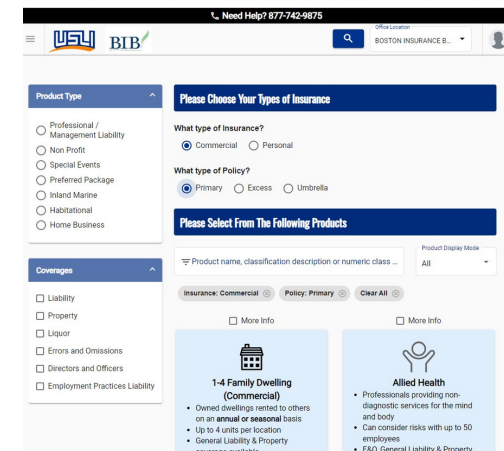 Need Help? 877-742-9875
USLI
BIB
Office Location
BOSTON INSURANCE B...
Product Type
Professional /
Management Liability
Non Profit
Special Events
Preferred Package
Inland Marine
Habitational
Home Business
Coverages
Liability
Property
Liquor
Errors and Omissions
Directors and Officers
Employment Practices Liability
Please Choose Your Types of Insurance
What type of Insurance?
Commercial Personal
What type of Policy?
Primary Excess Umbrella
Please Select From The Following Products
Product name, classification description or numeric class ...
Product Display Mode
All
Insurance: Commercial Policy: Primary Clear All
More Info
1-4 Family Dwelling
(Commercial)
• Owned dwellings rented to others
on an annual or seasonal basis
• Up to 4 units per location
• General Liability & Property
coverage available
More Info
Allied Health
• Professionals providing non-
diagnostic services for the mind
and body
• Can consider risks with up to 50
employees
• E&O, General Liability & Property